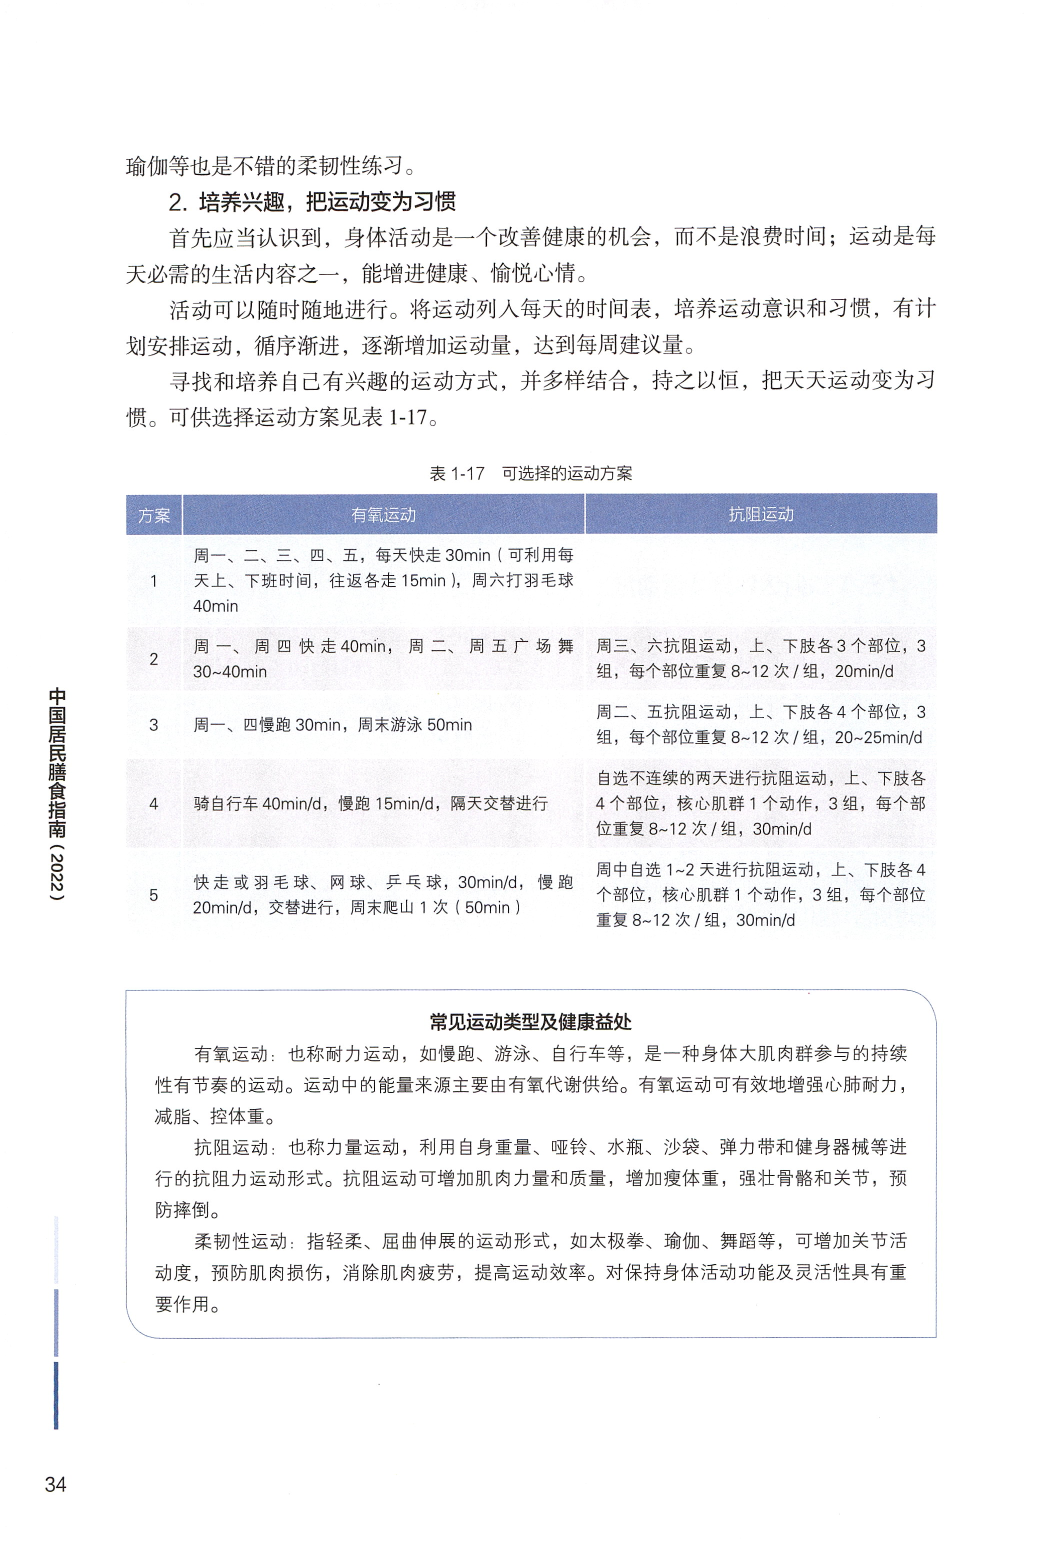 瑜伽等也是不错的柔韧性练习。
2. 培养兴趣，把运动变为习惯
首先应当认识到，身体活动是一个改善健康的机会，而不是浪费时间；运动是每
天必需的生活内容之一，能增进健康、愉悦心情。
活动可以随时随地进行。将运动列入每天的时间表，培养运动意识和习惯，有计
划安排运动，循序渐进，逐渐增加运动量，达到每周建议量。
寻找和培养自己有兴趣的运动方式，并多样结合，持之以恒，把天天运动变为习
惯。可供选择运动方案见表 1-17。
表 1-17 可选择的运动方案
方案 有氧运动 抗阻运动
1
周一、二、三、四、五，每天快走 30min（可利用每
天上、下班时间，往返各走 15min），周六打羽毛球
40min
2
周一、周四快走 40min，周二、周五广场舞
30~40min
周三、六抗阻运动，上、下肢各 3 个部位，3
组，每个部位重复 8~12 次 / 组，20min/d
3
周一、四慢跑 30min，周末游泳 50min
周二、五抗阻运动，上、下肢各 4 个部位，3
组，每个部位重复 8~12 次 / 组，20~25min/d
4
骑自行车 40min/d，慢跑 15min/d，隔天交替进行
自选不连续的两天进行抗阻运动，上、下肢各
4 个部位，核心肌群 1 个动作，3 组，每个部
位重复 8~12 次 / 组，30min/d
5
快走或羽毛球、网球、乒乓球，30min/d，慢跑
20min/d，交替进行，周末爬山 1 次（50min）
周中自选 1~2 天进行抗阻运动，上、下肢各 4
个部位，核心肌群 1 个动作，3 组，每个部位
重复 8~12 次 / 组，30min/d
常见运动类型及健康益处
有氧运动：也称耐力运动，如慢跑、游泳、自行车等，是一种身体大肌肉群参与的持续
性有节奏的运动。运动中的能量来源主要由有氧代谢供给。有氧运动可有效地增强心肺耐力，
减脂、控体重。
抗阻运动：也称力量运动，利用自身重量、哑铃、水瓶、沙袋、弹力带和健身器械等进
行的抗阻力运动形式。抗阻运动可增加肌肉力量和质量，增加瘦体重，强壮骨骼和关节，预
防摔倒。
柔韧性运动：指轻柔、屈曲伸展的运动形式，如太极拳、瑜伽、舞蹈等，可增加关节活
动度，预防肌肉损伤，消除肌肉疲劳，提高运动效率。对保持身体活动功能及灵活性具有重
要作用。
中国居民膳食指南（2022）
34